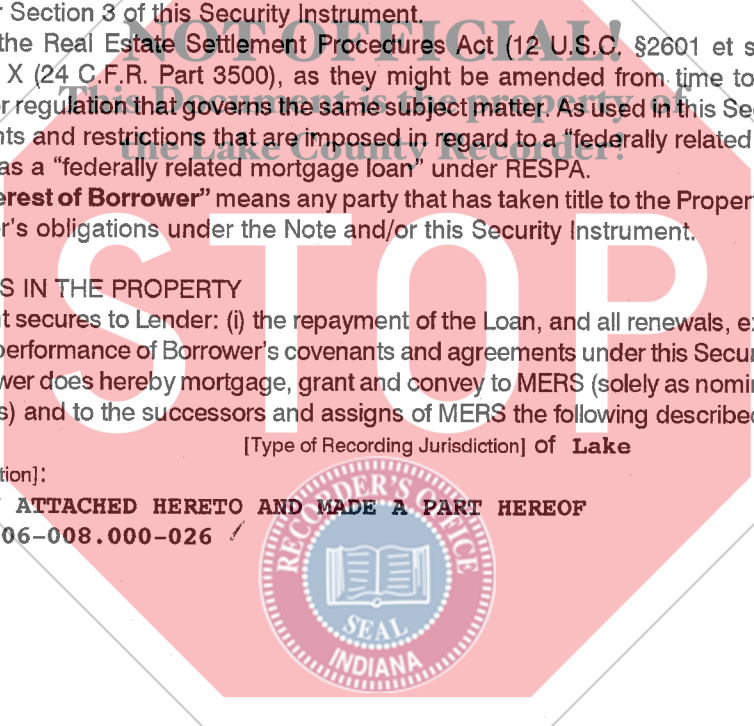 r Section 3 of this Security Instrument.
NOT OFFICIAL!
the Real Estate Settlement Procedures Act (12 U.S.C. §2601 et s
X (24 C.F.R. Part 3500), as they might be amended from time to
This Document is the property of
or regulation that governs the same subject matter. As used in this Se
nts and restrictions that are imposed in regard to a “federally related
the Lake County Recorder!
as a “federally related mortgage loan” under RESPA.
erest of Borrower” means any party that has taken title to the Propert
r’s obligations under the Note and/or this Security Instrument.
STOP
S IN THE PROPERTY
t secures to Lender: (i) the repayment of the Loan, and all renewals, e
performance of Borrower’s covenants and agreements under this Secu
wer does hereby mortgage, grant and convey to MERS (solely as nomi
s) and to the successors and assigns of MERS the following describe
[Type of Recording Jurisdiction] of Lake
tion]:
ATTACHED HERETO AND MADE A PART HEREOF
06-008.000-026
RECORDER'S OFFICE
SEAL
INDIANA